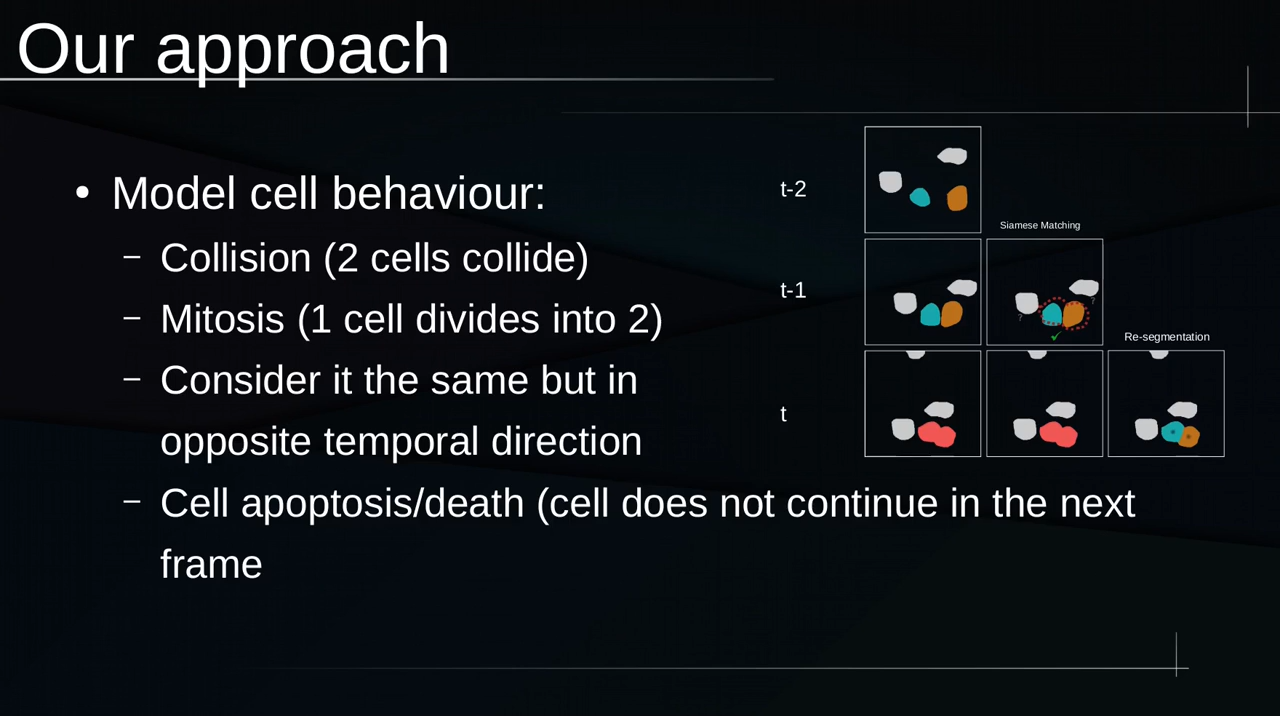 Our approach
• Model cell behaviour:
– Collision (2 cells collide)
– Mitosis (1 cell divides into 2)
– Consider it the same but in
opposite temporal direction
– Cell apoptosis/death (cell does not continue in the next
frame
t-2
Siamese Matching
t-1
? ?
✓
Re-segmentation
t